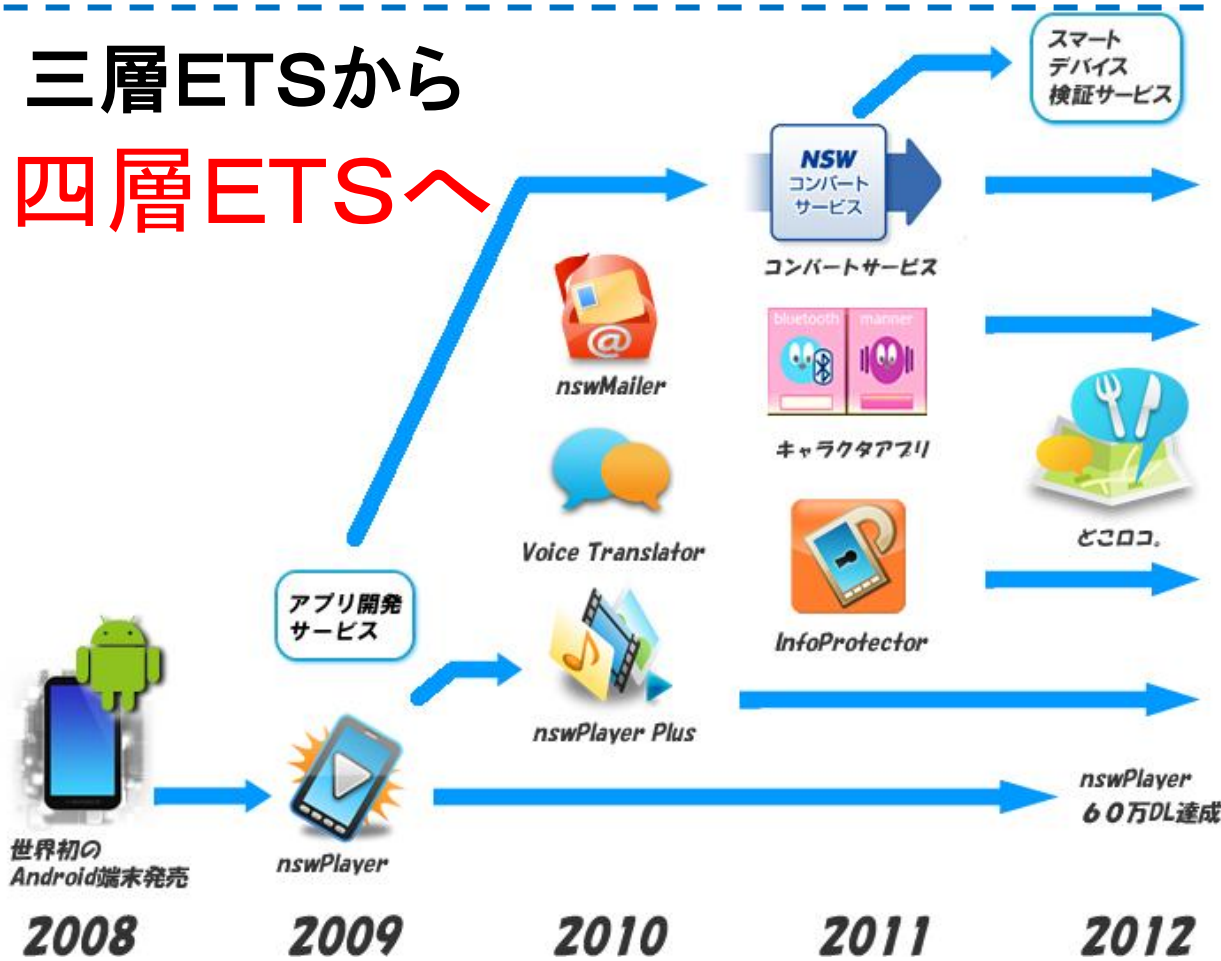 三層ETSから
四層ETSへ
スマート
デバイス
検証サービス
NSW
コンバート
サービス
コンバートサービス
@
nswMailer
bluetooth
manner
キャラクタアプリ
Voice Translator
どこロコ。
アプリ開発
サービス
InfoProtector
nswPlayer Plus
世界初の
Android端末発売
nswPlayer
nswPlayer
60万DL達成
2008
2009
2010
2011
2012